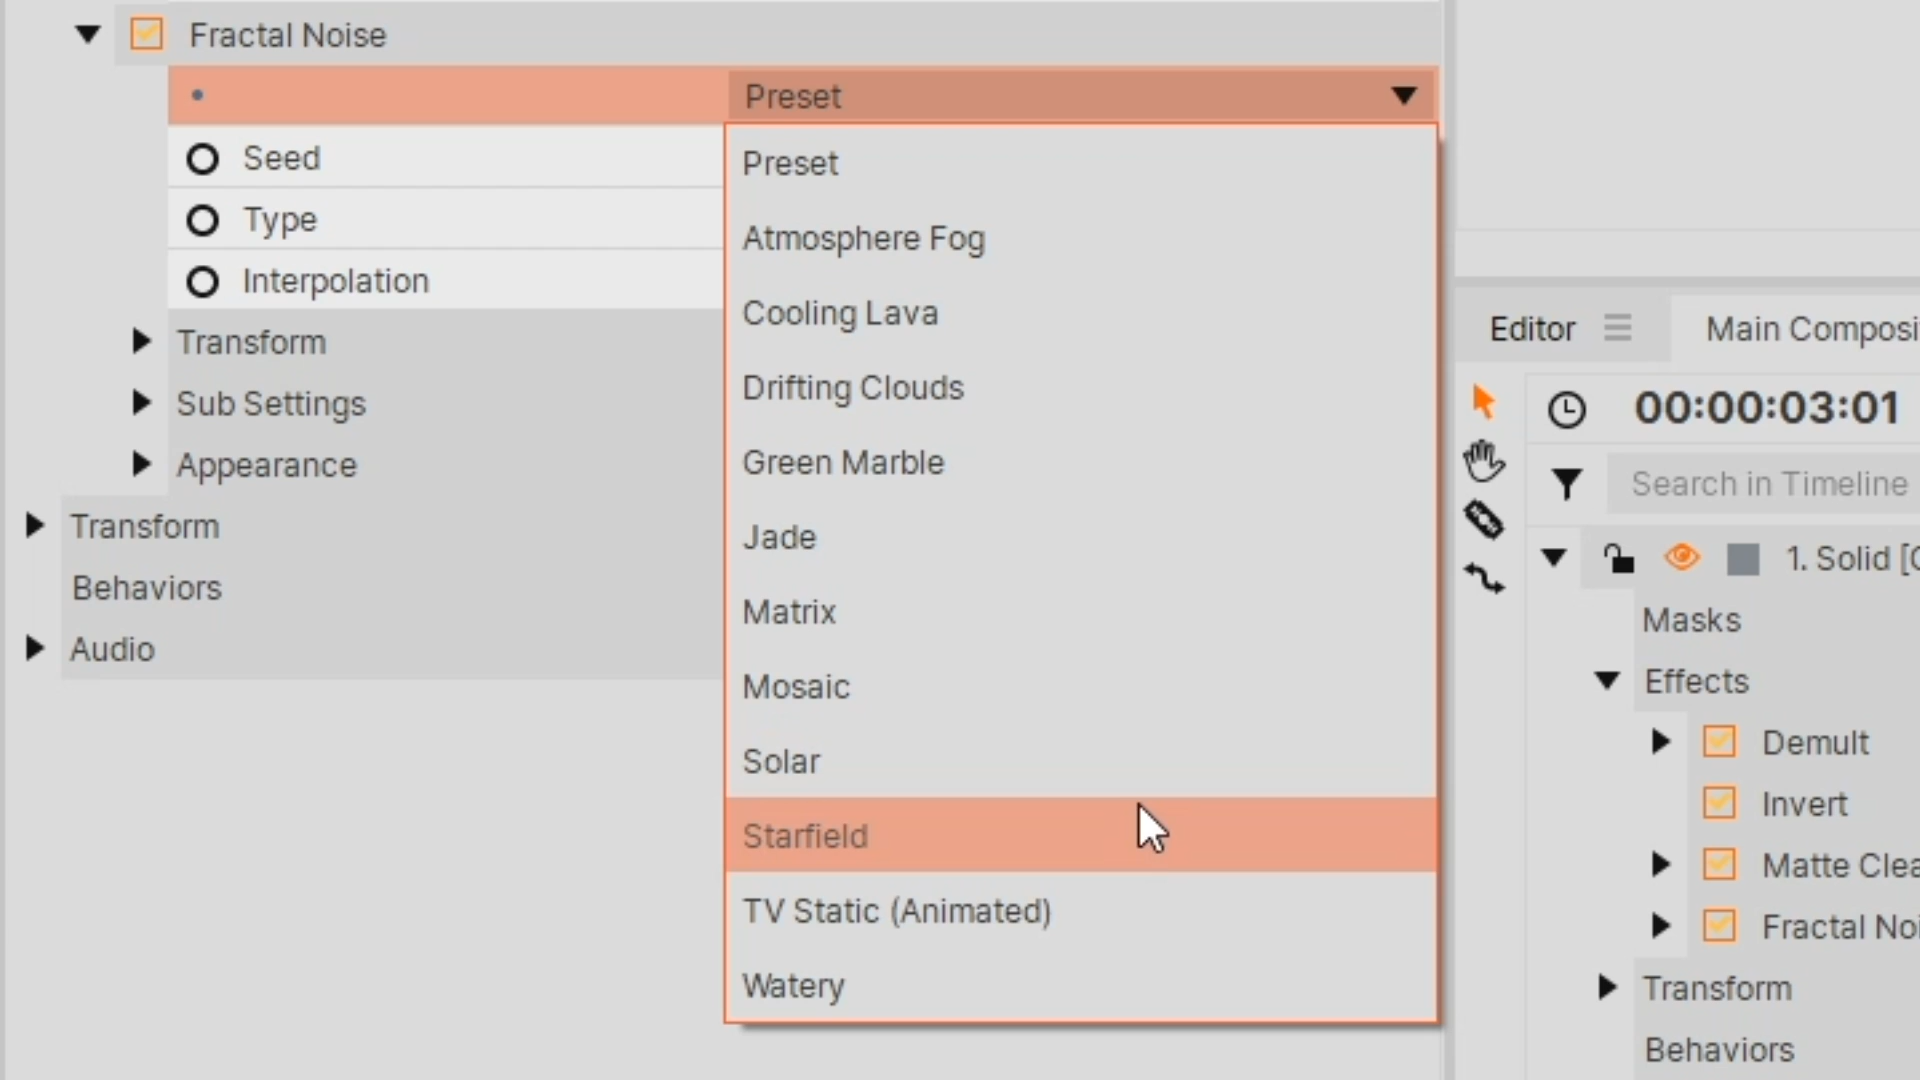 Fractal Noise
Preset
Seed
Type
Interpolation
Transform
Sub Settings
Appearance
Transform
Behaviors
Audio
Preset
Atmosphere Fog
Cooling Lava
Drifting Clouds
Green Marble
Jade
Matrix
Mosaic
Solar
Starfield
TV Static (Animated)
Watery
Editor
Main Composi
00:00:03:01
Search in Timeline
1. Solid [
Masks
Effects
Demult
Invert
Matte Clea
Fractal Noi
Transform
Behaviors